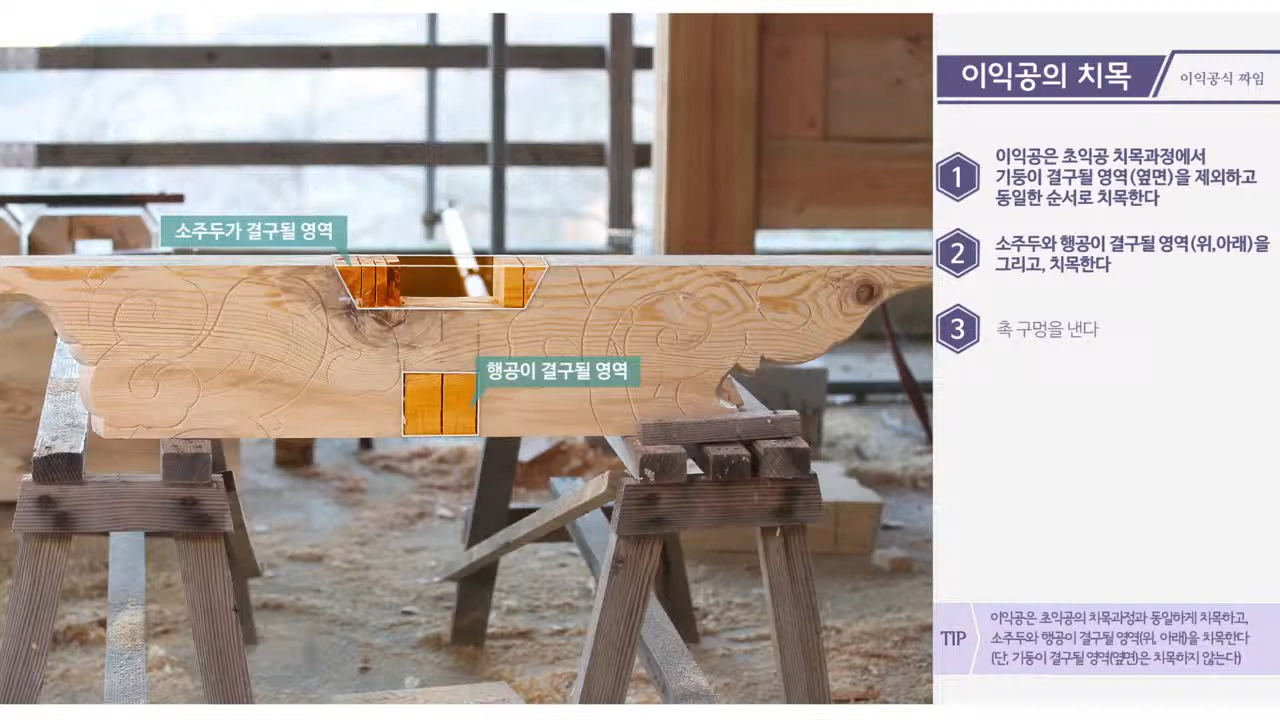 이익공의 치목
이익공식 짜임
소주두가 결구될 영역
행공이 결구될 영역
1
이익공은 초익공 치목과정에서
기둥이 결구될 영역(옆면)을 제외하고
동일한 순서로 치목한다
2
소주두와 행공이 결구될 영역(위,아래)을
그리고, 치목한다
3
촉 구멍을 낸다
TIP
이익공은 초익공의 치목과정과 동일하게 치목하고,
소주두와 행공이 결구될 영역(위, 아래)을 치목한다
(단, 기둥이 결구될 영역(옆면)은 치목하지 않는다)